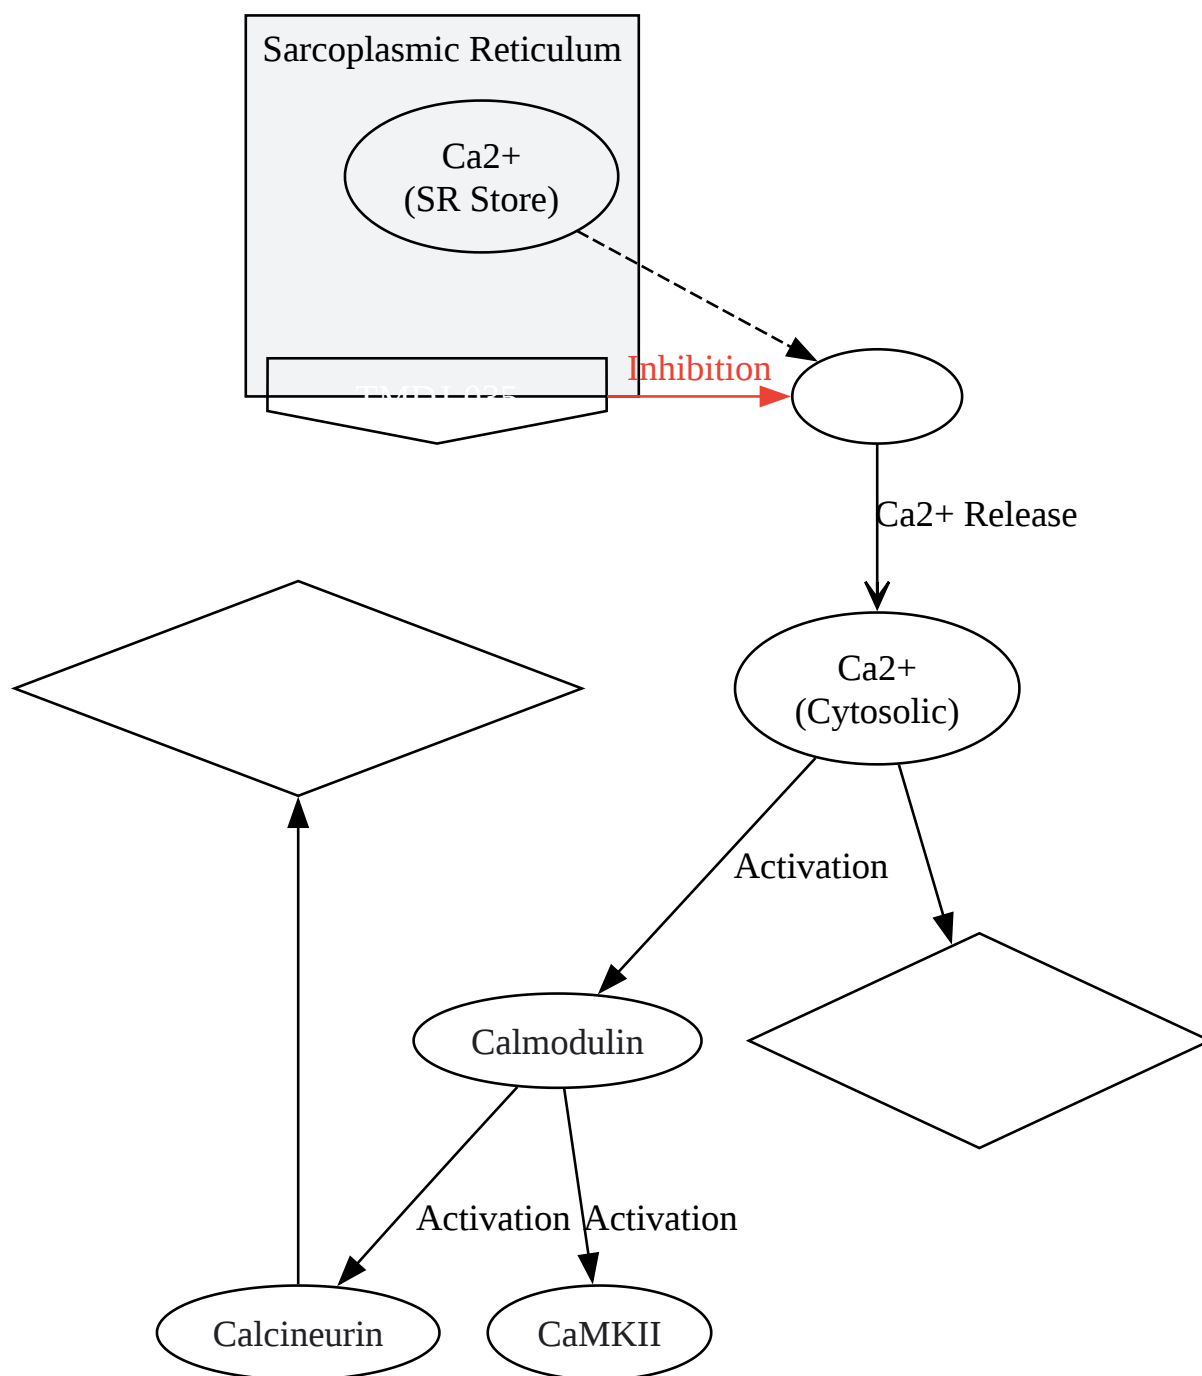 Sarcoplasmic Reticulum
Ca2+
(SR Store)
Inhibition
Ca2+ Release
Ca2+
(Cytosolic)
Activation
Calmodulin
Activation
Activation
Calcineurin
CaMKII